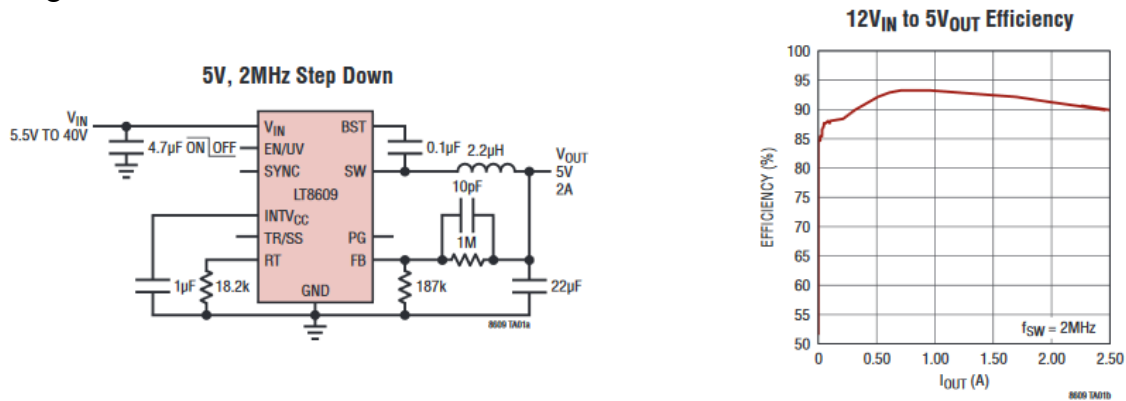 5V, 2MHz Step Down
VIN
5.5V TO 40V
4.7µF
ON OFF
VIN
BST
EN/UV
0.1µF
2.2µH
VOUT
5V
2A
SYNC
SW
LT8609
10pF
INTVCC
TR/SS
PG
1M
RT
FB
1µF
18.2k
GND
187k
22µF
8609 TA01a
12VIN to 5VOUT Efficiency
100
95
90
85
80
75
70
65
60
55
50
EFFICIENCY (%)
fSW = 2MHz
0 0.50 1.00 1.50 2.00 2.50
IOUT (A)
8609 TA01b